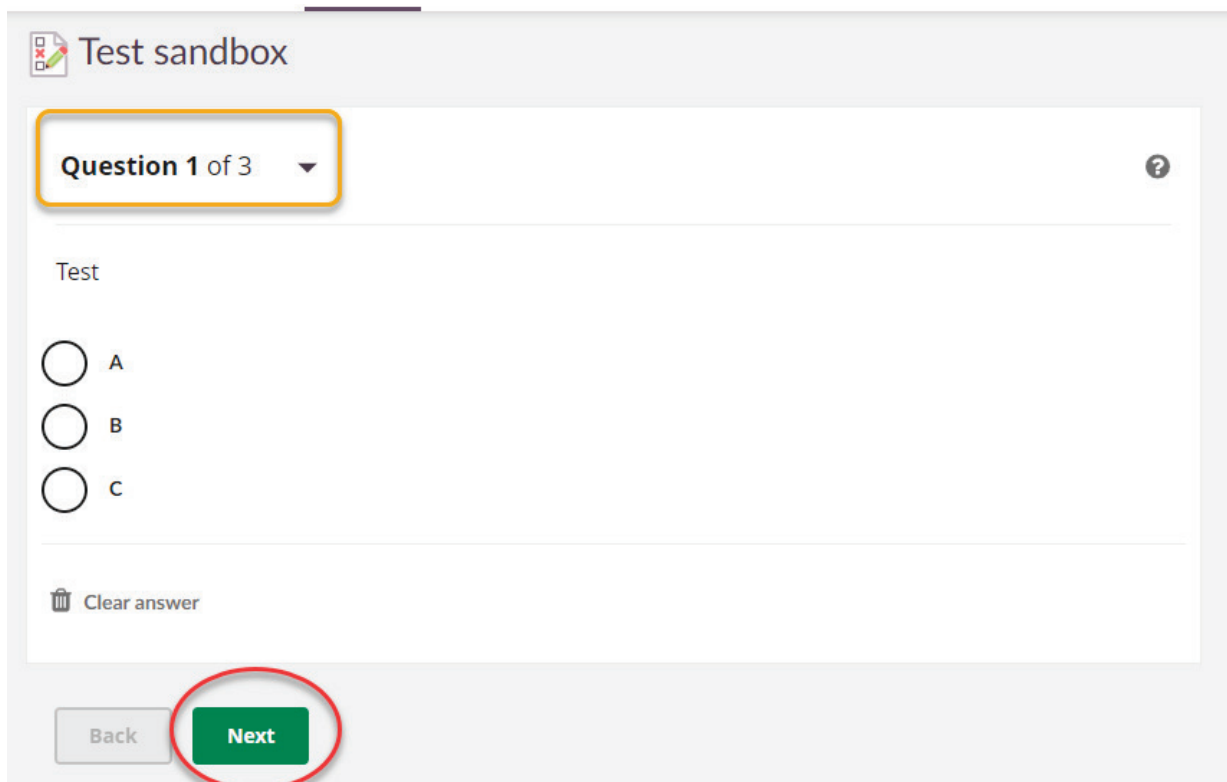 Test sandbox
Question 1 of 3
Test
A
B
C
Clear answer
Back Next